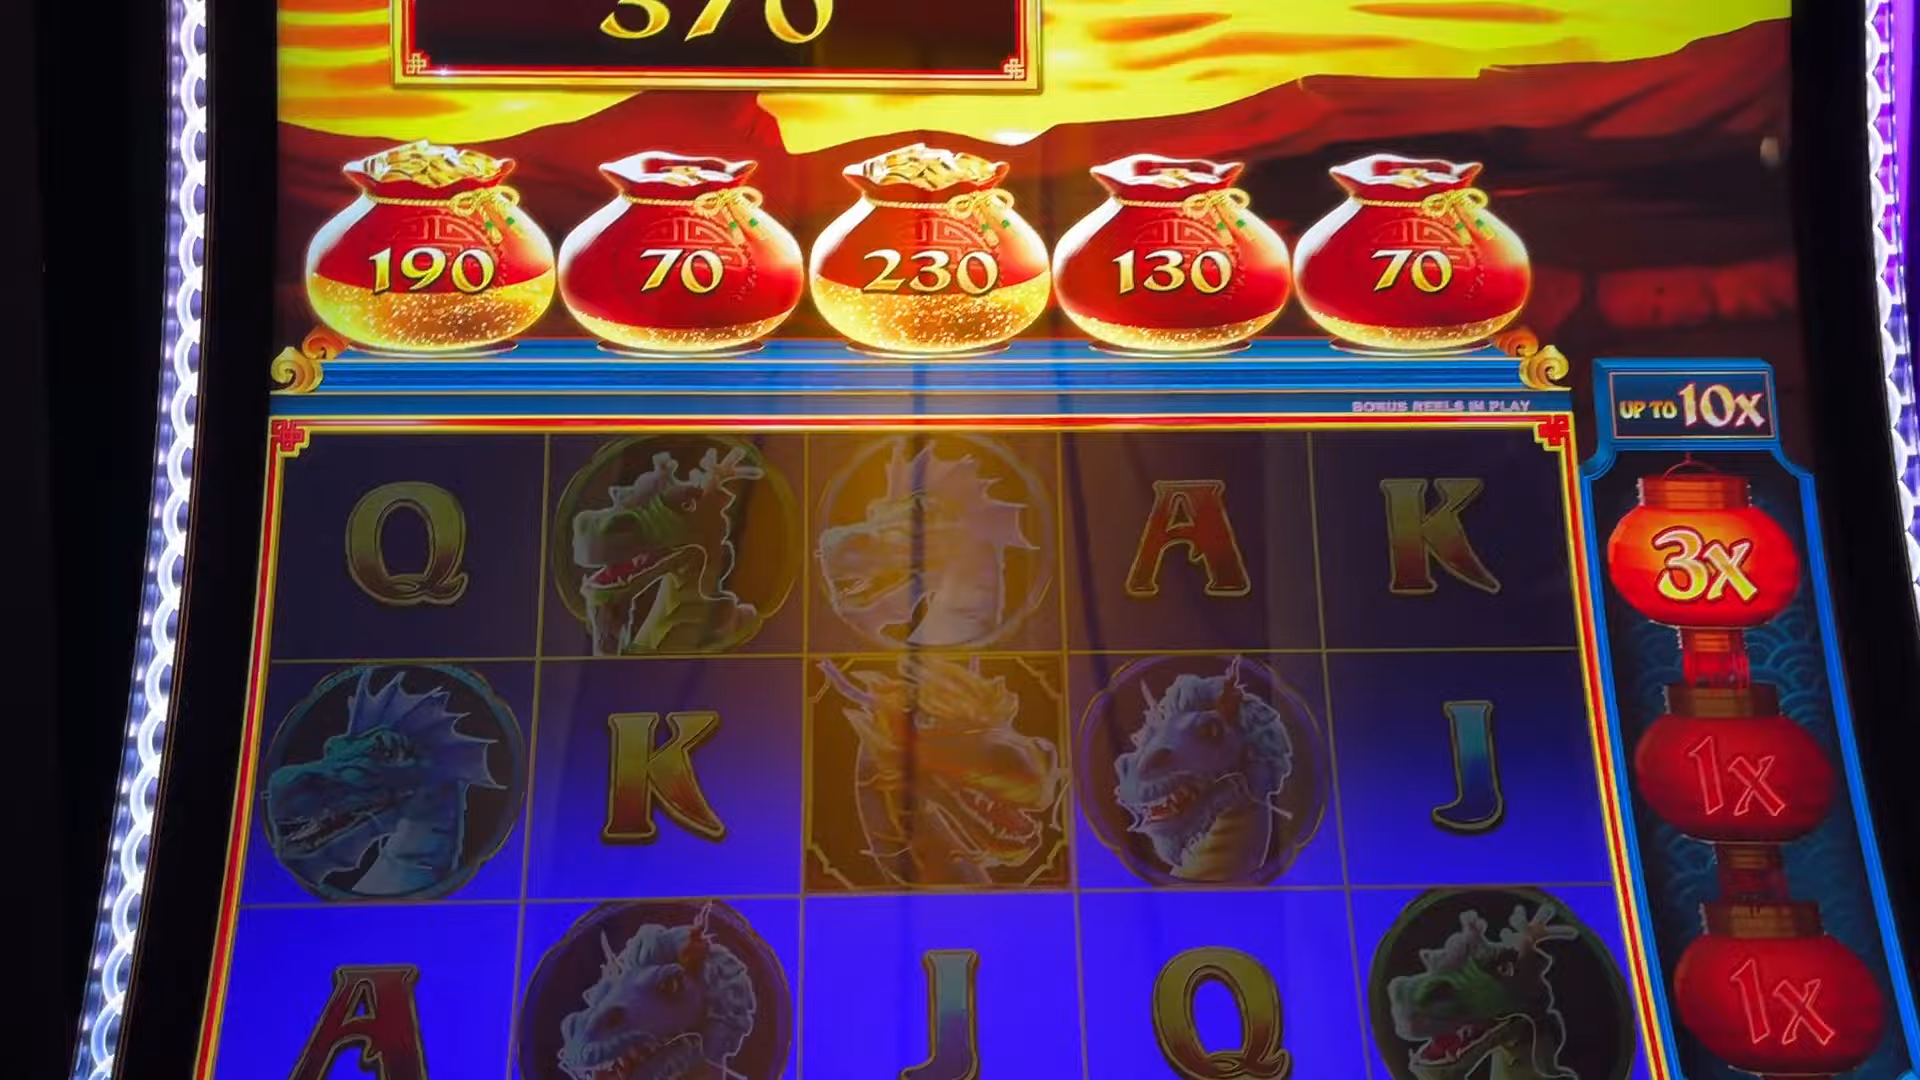 370
190 70 230 130 70
BONUS REELS IN PLAY
UP TO 10X
Q A K
3X
K J
1X
A J Q
1X